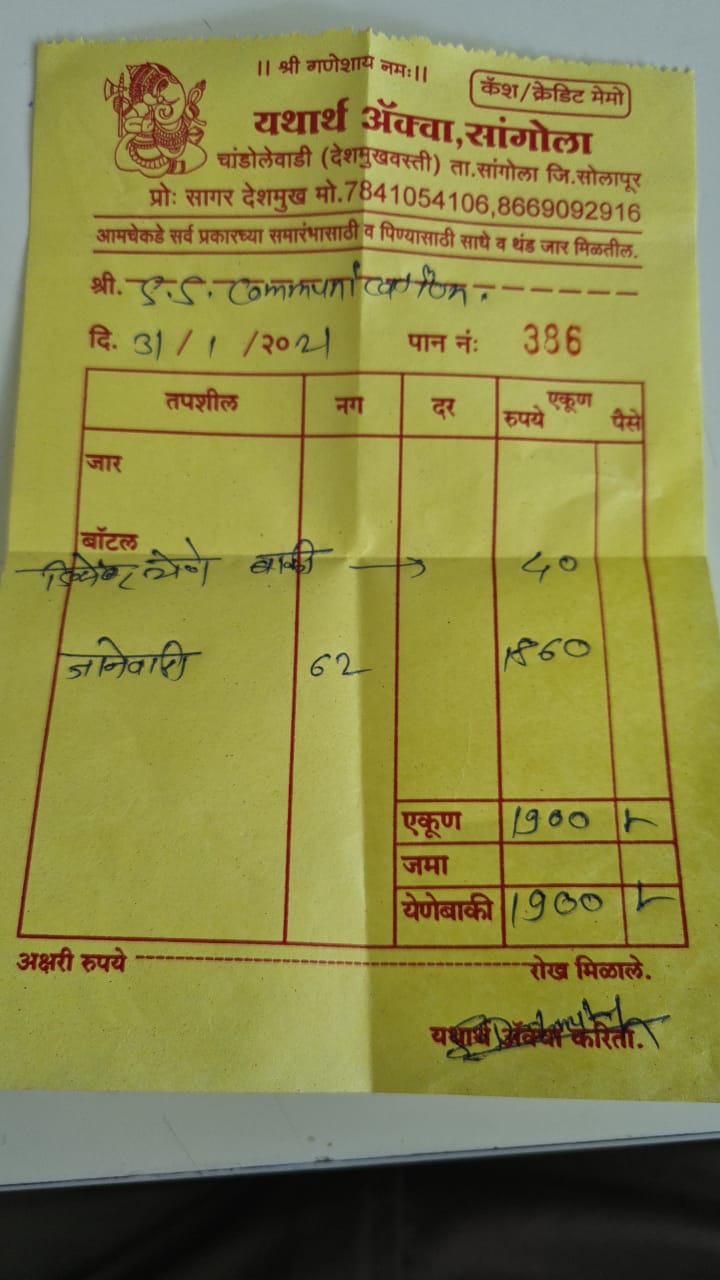 ।। श्री गणेशाय नमः।।
कॅश/क्रेडिट मेमो
यथार्थ ॲक्वा,सांगोला
चांडोलेवाडी (देशमुखवस्ती) ता.सांगोला जि.सोलापूर
प्रोः सागर देशमुख मो.7841054106,8669092916
आमचेकडे सर्व प्रकारच्या समारंभासाठी व पिण्यासाठी साधे व थंड जार मिळतील.
श्री. S.S. Communication.
दि. 31/1/२०21 पान नंः 386
तपशील नग दर एकूण रुपये पैसे
जार
बॉटल
डिसेंबर येणे बाकी → 40
जानेवारी 62 1860
एकूण 1900
जमा
येणेबाकी 1900
अक्षरी रुपये रोख मिळाले.
यथार्थ ॲक्वा करिता.